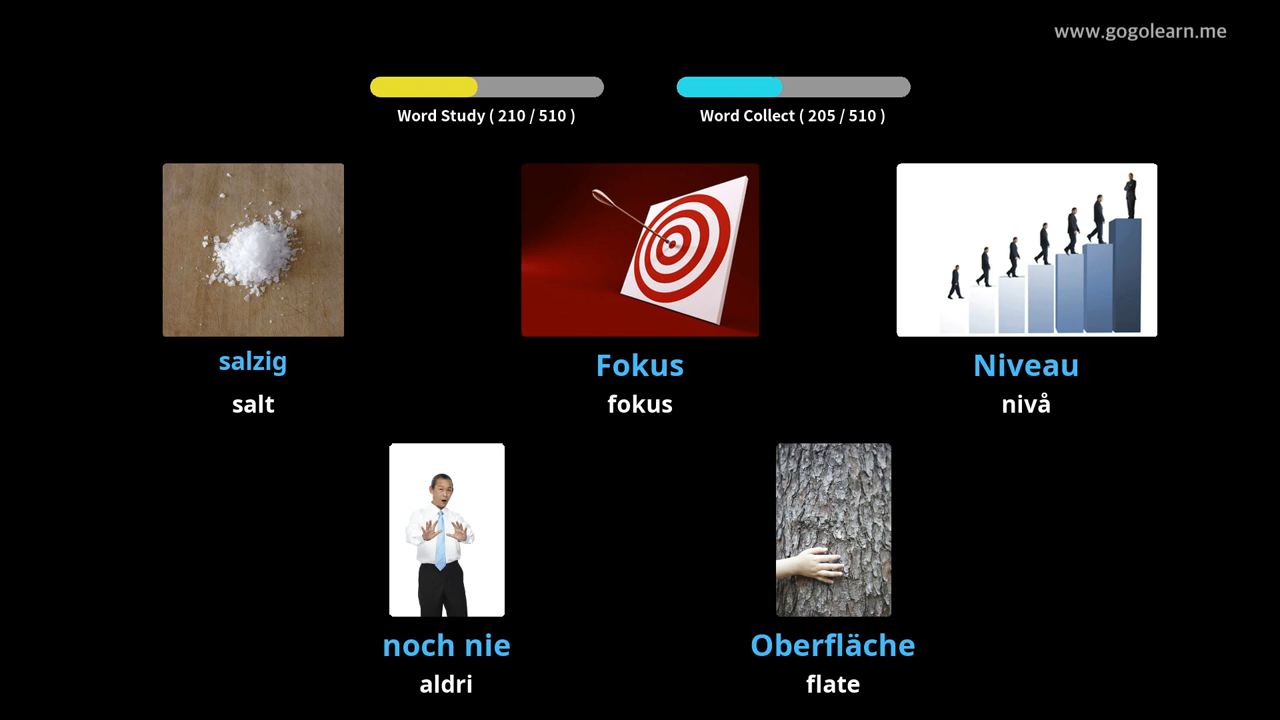 www.gogolearn.me
Word Study ( 210 / 510 )
Word Collect ( 205 / 510 )
salzig
salt
Fokus
fokus
Niveau
nivå
noch nie
aldri
Oberfläche
flate